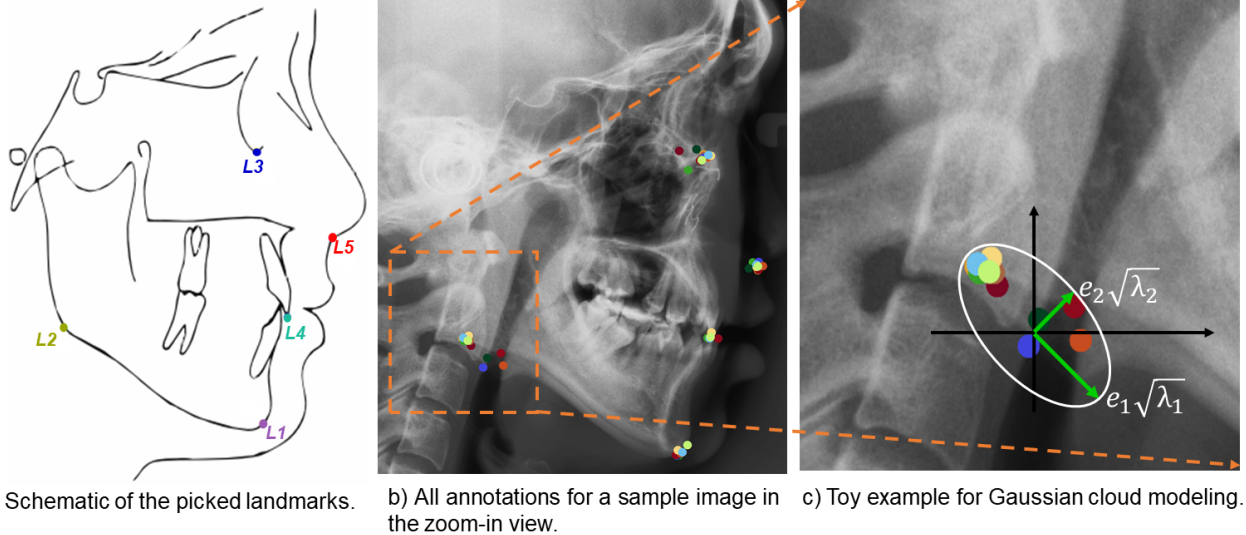 L3
L5
L2
L4
L1
e₂√λ₂
e₁√λ₁
Schematic of the picked landmarks.
b) All annotations for a sample image in
the zoom-in view.
c) Toy example for Gaussian cloud modeling.